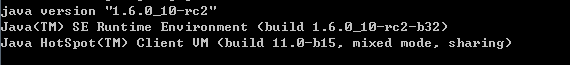 java version "1.6.0_10-rc2"
Java(TM) SE Runtime Environment (build 1.6.0_10-rc2-b32)
Java HotSpot(TM) Client VM (build 11.0-b15, mixed mode, sharing)